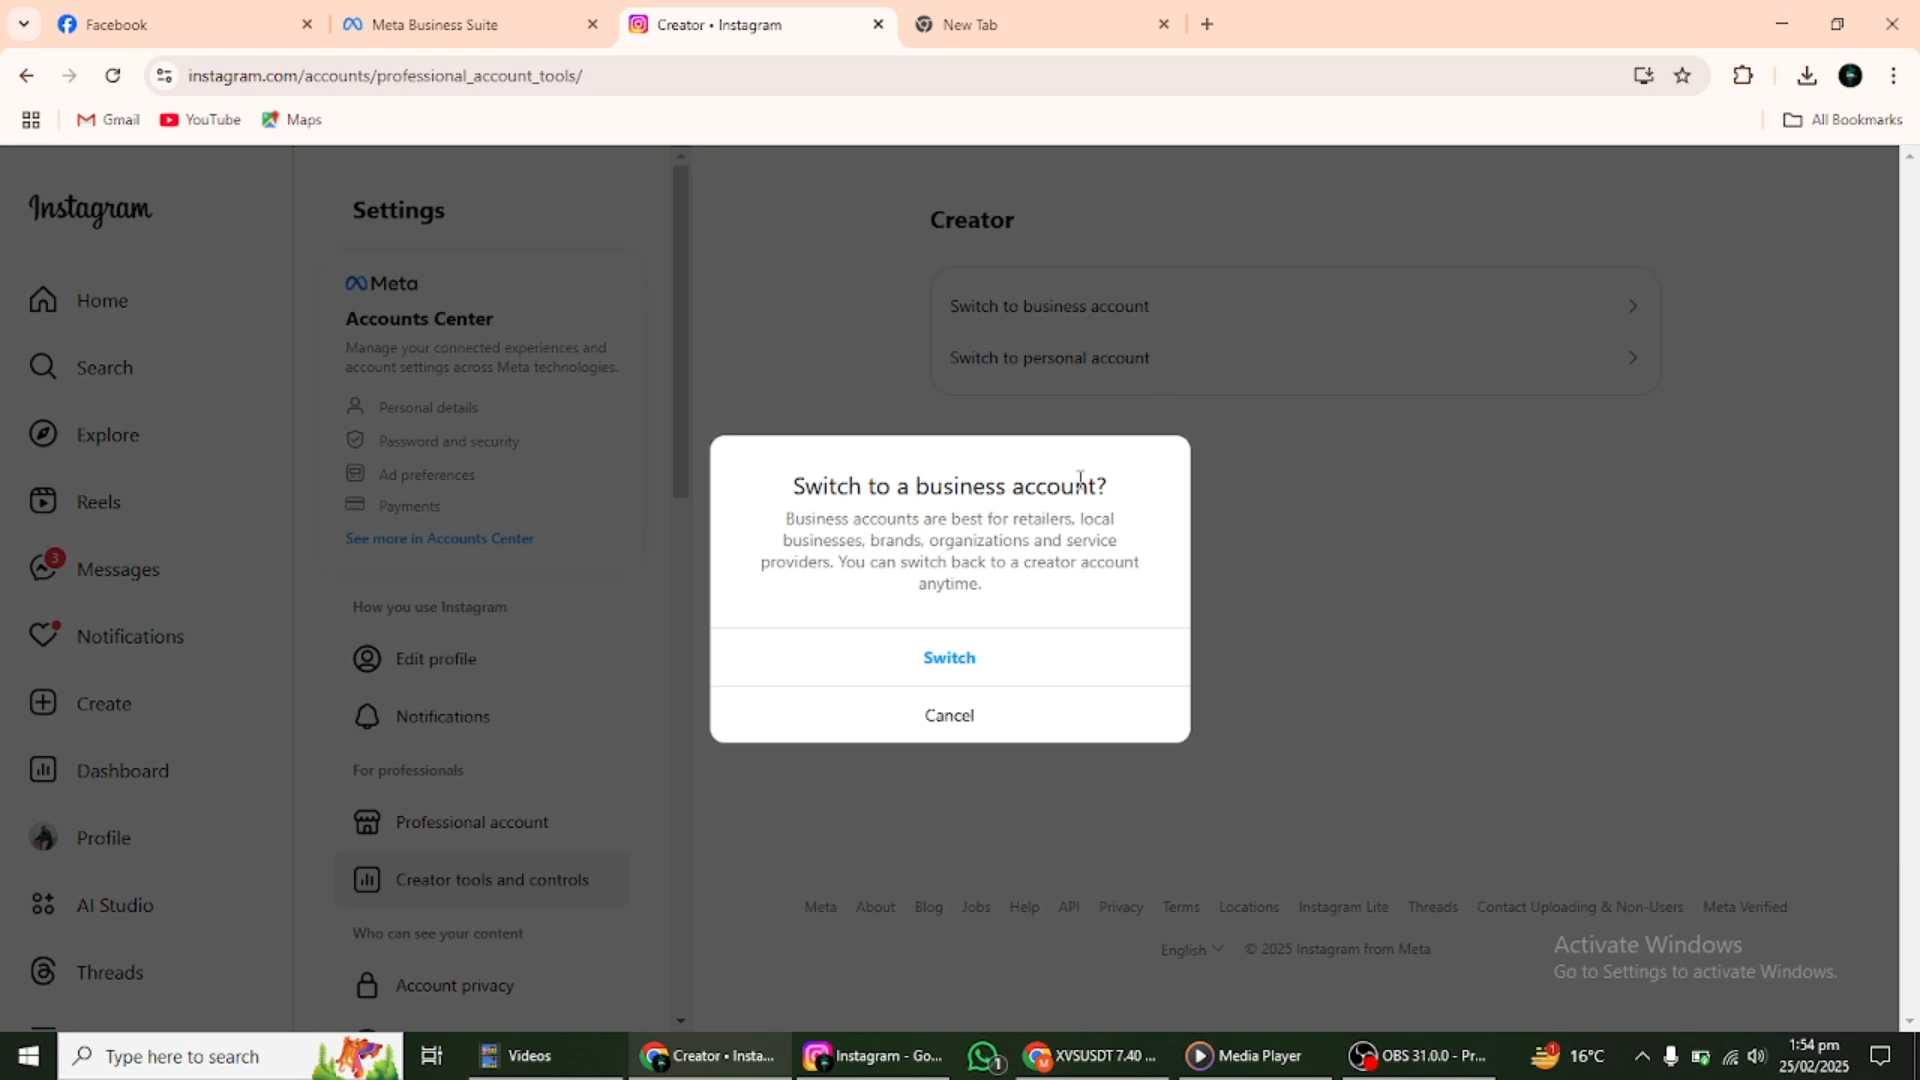 Facebook
Meta Business Suite
Creator • Instagram
New Tab
instagram.com/accounts/professional_account_tools/
Gmail
YouTube
Maps
All Bookmarks
Instagram
Home
Search
Explore
Reels
3
Messages
Notifications
Create
Dashboard
Profile
AI Studio
Threads
Settings
Meta
Accounts Center
Manage your connected experiences and
account settings across Meta technologies.
Personal details
Password and security
Ad preferences
Payments
See more in Accounts Center
How you use Instagram
Edit profile
Notifications
For professionals
Professional account
Creator tools and controls
Who can see your content
Account privacy
Creator
Switch to business account
Switch to personal account
Switch to a business account?
Business accounts are best for retailers, local
businesses, brands, organizations and service
providers. You can switch back to a creator account
anytime.
Switch
Cancel
Meta About Blog Jobs Help API Privacy Terms Locations Instagram Lite Threads Contact Uploading & Non-Users Meta Verified
English © 2025 Instagram from Meta
Activate Windows
Go to Settings to activate Windows.
Type here to search
Videos
Creator • Insta...
Instagram - Go...
1
XVSUSDT 7.40 ...
Media Player
OBS 31.0.0 - Pr...
1
16°C
1:54 pm
25/02/2025